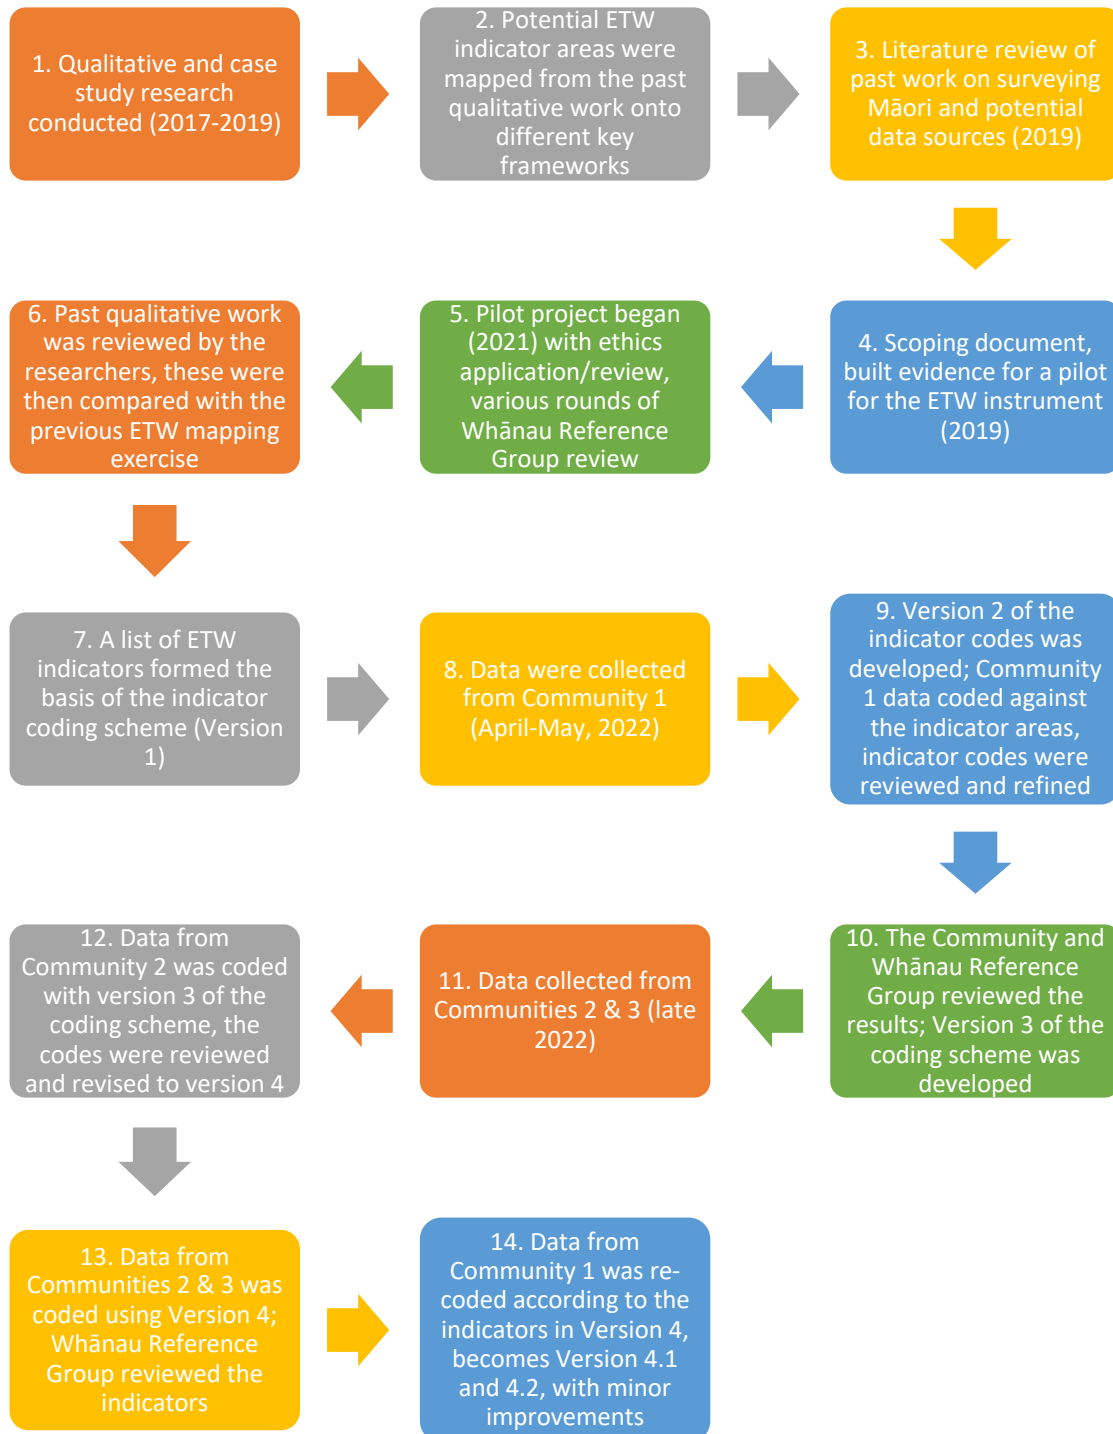 1. Qualitative and case
study research
conducted (2017-2019)
2. Potential ETW
indicator areas were
mapped from the past
qualitative work onto
different key
frameworks
3. Literature review of
past work on surveying
Māori and potential
data sources (2019)
4. Scoping document,
built evidence for a pilot
for the ETW instrument
(2019)
5. Pilot project began
(2021) with ethics
application/review,
various rounds of
Whānau Reference
Group review
6. Past qualitative work
was reviewed by the
researchers, these were
then compared with the
previous ETW mapping
exercise
7. A list of ETW
indicators formed the
basis of the indicator
coding scheme (Version
1)
8. Data were collected
from Community 1
(April-May, 2022)
9. Version 2 of the
indicator codes was
developed; Community
1 data coded against
the indicator areas,
indicator codes were
reviewed and refined
10. The Community and
Whānau Reference
Group reviewed the
results; Version 3 of the
coding scheme was
developed
11. Data collected from
Communities 2 & 3 (late
2022)
12. Data from
Community 2 was coded
with version 3 of the
coding scheme, the
codes were reviewed
and revised to version 4
13. Data from
Communities 2 & 3 was
coded using Version 4;
Whānau Reference
Group reviewed the
indicators
14. Data from
Community 1 was re-
coded according to the
indicators in Version 4,
becomes Version 4.1
and 4.2, with minor
improvements